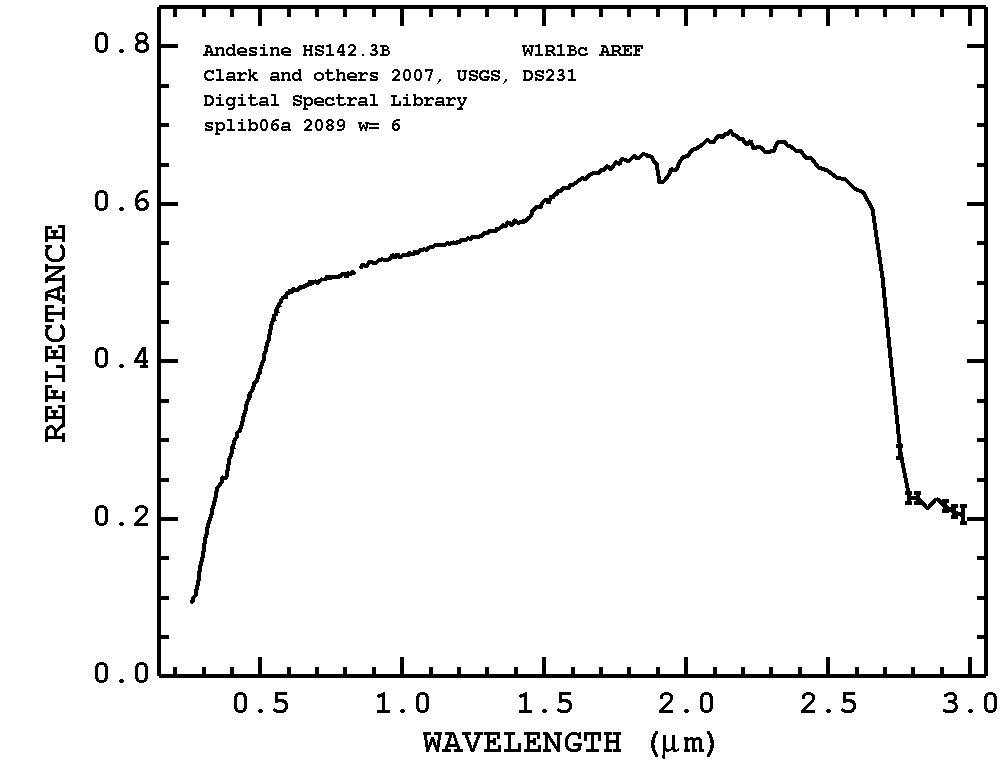 Andesine HS142.3B W1R1Bc AREF
Clark and others 2007, USGS, DS231
Digital Spectral Library
splib06a 2089 w= 6
REFLECTANCE
0.8
0.6
0.4
0.2
0.0
0.5 1.0 1.5 2.0 2.5 3.0
WAVELENGTH (μm)